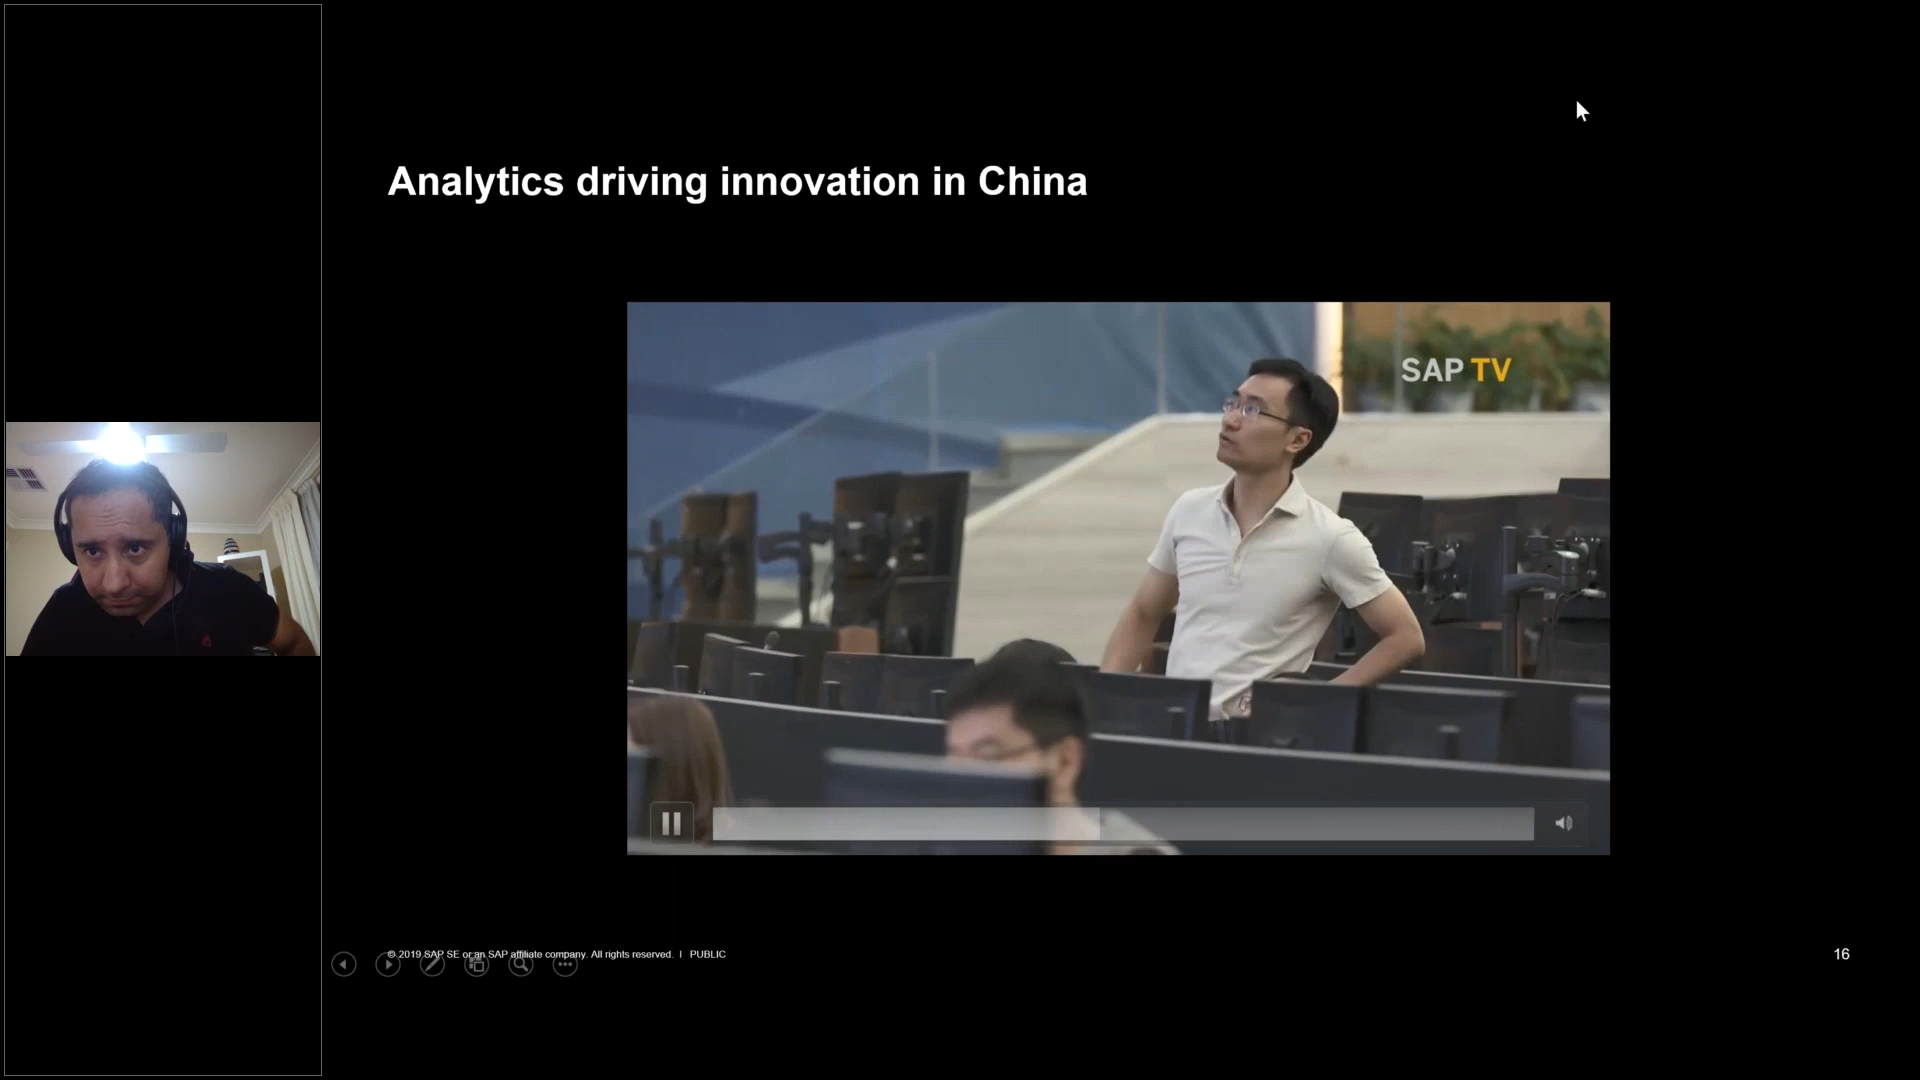 Analytics driving innovation in China
SAP TV
© 2019 SAP SE or an SAP affiliate company. All rights reserved. I PUBLIC
16